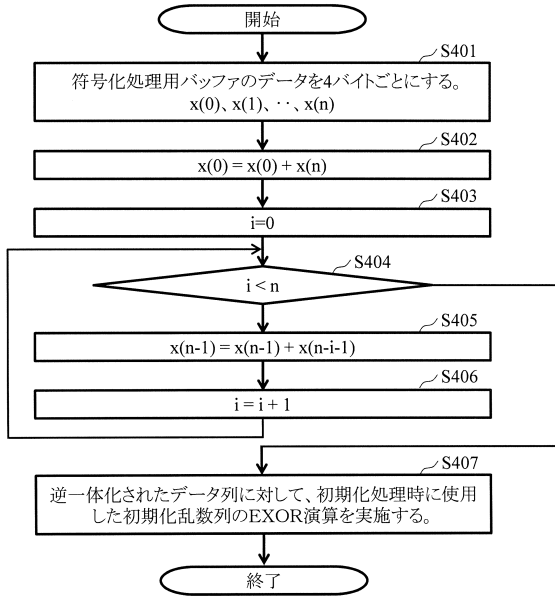 開始
S401
符号化処理用バッファのデータを4バイトごとにする。
x(0)、x(1)、‥、x(n)
S402
x(0) = x(0) + x(n)
S403
i=0
S404
i < n
S405
x(n-1) = x(n-1) + x(n-i-1)
S406
i = i + 1
S407
逆一体化されたデータ列に対して、初期化処理時に使用
した初期化乱数列のEXOR演算を実施する。
終了